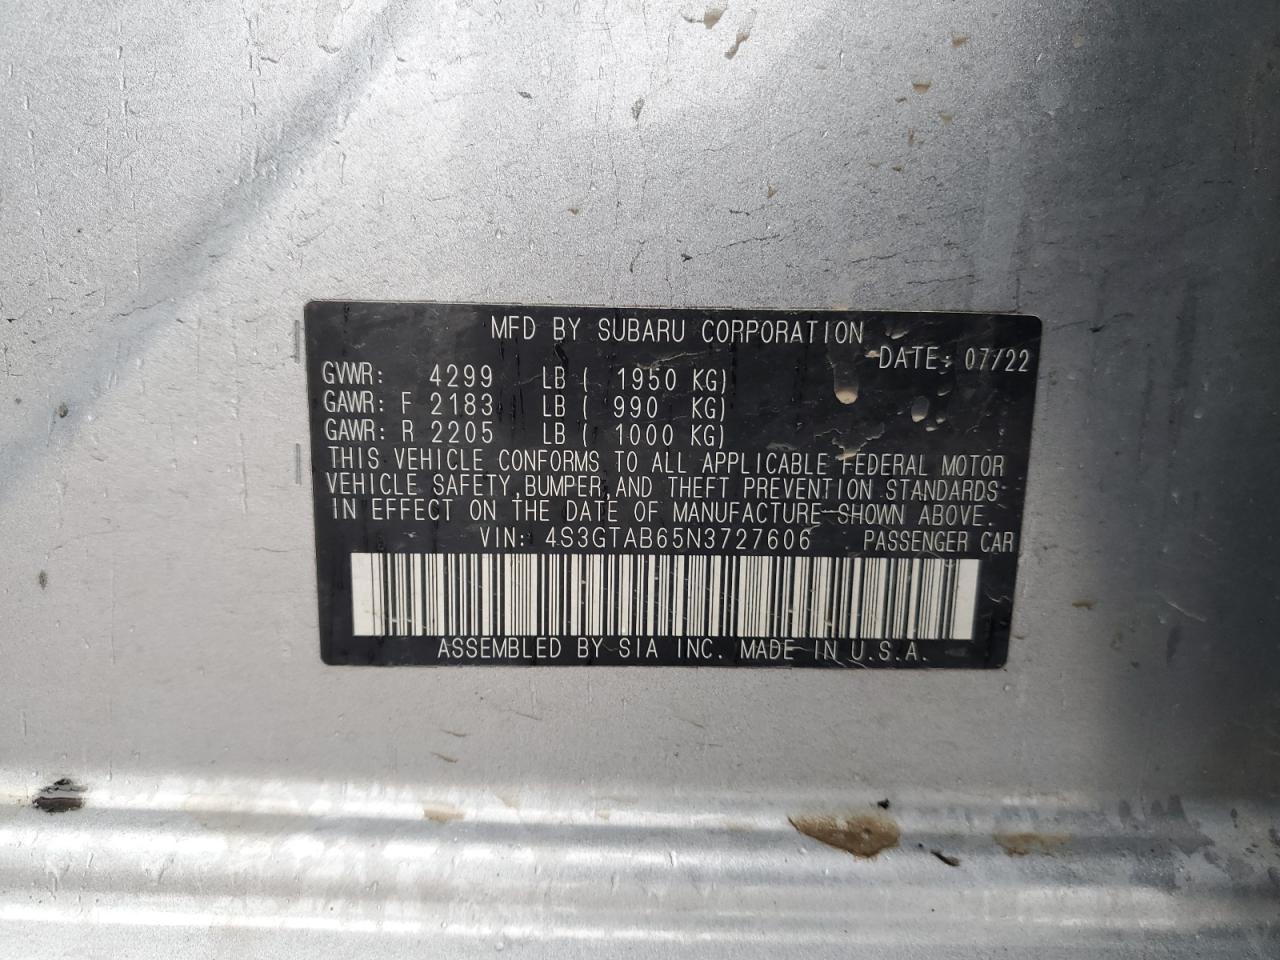 MFD BY SUBARU CORPORATION
DATE: 07/22
GVWR: 4299 LB ( 1950 KG)
GAWR: F 2183 LB ( 990 KG)
GAWR: R 2205 LB ( 1000 KG)
THIS VEHICLE CONFORMS TO ALL APPLICABLE FEDERAL MOTOR
VEHICLE SAFETY, BUMPER, AND THEFT PREVENTION STANDARDS
IN EFFECT ON THE DATE OF MANUFACTURE SHOWN ABOVE.
VIN: 4S3GTAB65N3727606 PASSENGER CAR
ASSEMBLED BY SIA INC. MADE IN U.S.A.